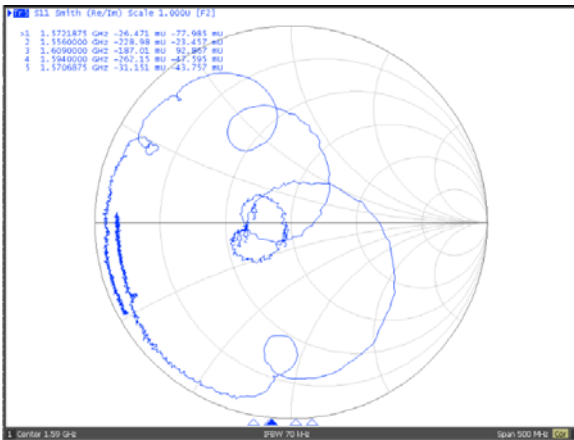 Tr1 S11 Smith (Re/Im) Scale 1.000U [F2]
>1 1.5721875 GHz -26.471 mU -77.985 mU
2 1.5560000 GHz -228.98 mU -23.457 mU
3 1.6090000 GHz -187.01 mU 92.867 mU
4 1.5940000 GHz -262.15 mU -47.595 mU
5 1.5706875 GHz -31.151 mU -43.757 mU
1 Center 1.59 GHz IFBW 70 kHz Span 500 MHz Cor